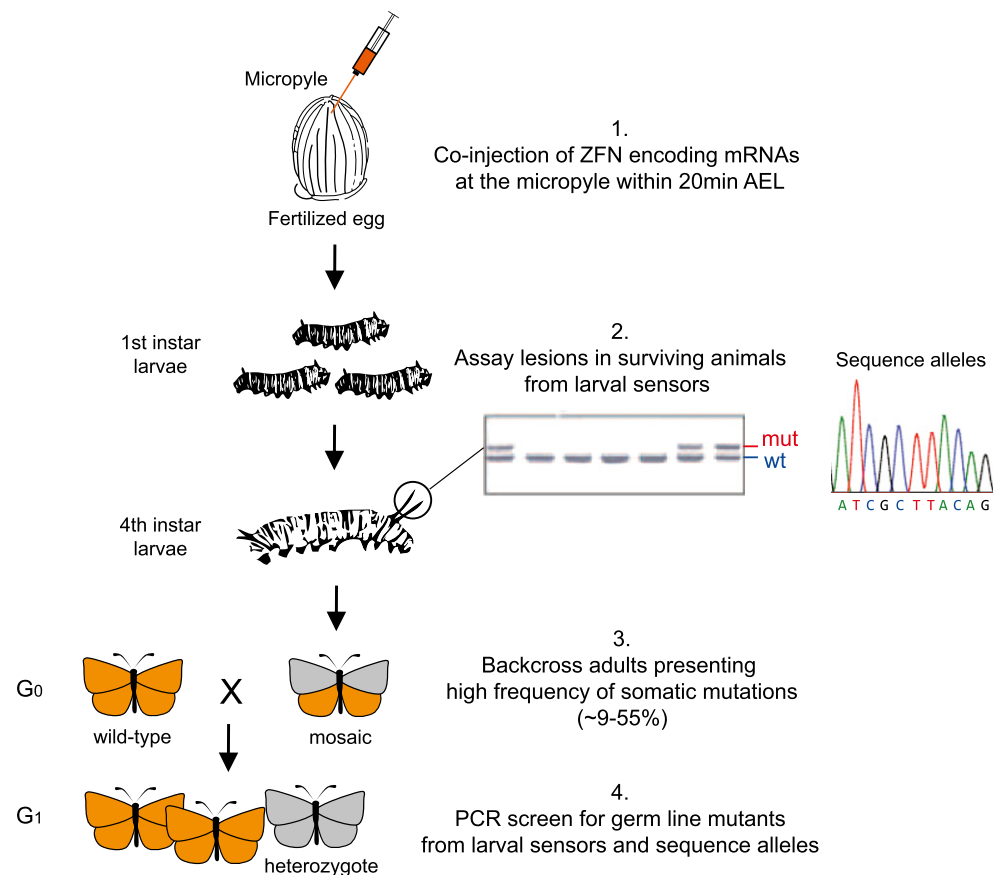 Micropyle
Fertilized egg
1.
Co-injection of ZFN encoding mRNAs
at the micropyle within 20min AEL
1st instar
larvae
2.
Assay lesions in surviving animals
from larval sensors
mut
wt
Sequence alleles
A T C G C T T A C A G
4th instar
larvae
G0
X
wild-type
mosaic
3.
Backcross adults presenting
high frequency of somatic mutations
(~9-55%)
G1
heterozygote
4.
PCR screen for germ line mutants
from larval sensors and sequence alleles